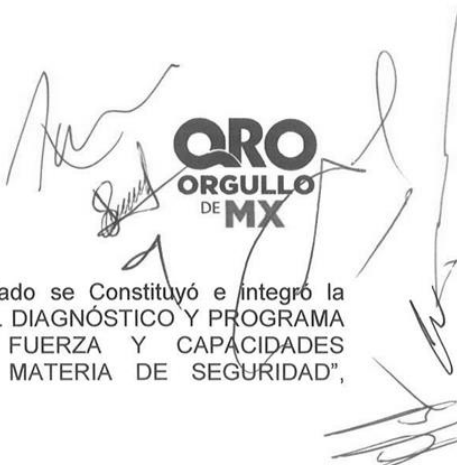 QRO
ORGULLO
DE MX
ado se Constituyó e integró la
DIAGNÓSTICO Y PROGRAMA
FUERZA Y CAPACIDADES
MATERIA DE SEGURIDAD”,